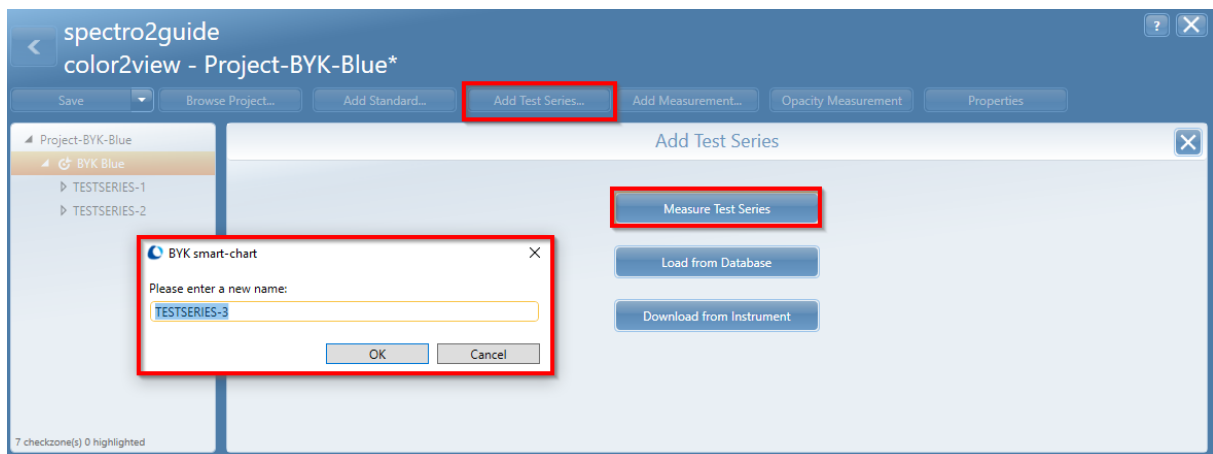 spectro2guide
color2view - Project-BYK-Blue*
?
Save
Browse Project...
Add Standard...
Add Test Series...
Add Measurement...
Opacity Measurement
Properties
Project-BYK-Blue
BYK Blue
TESTSERIES-1
TESTSERIES-2
7 checkzone(s) 0 highlighted
Add Test Series
Measure Test Series
Load from Database
Download from Instrument
BYK smart-chart
Please enter a new name:
TESTSERIES-3
OK
Cancel